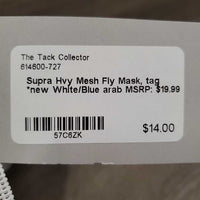 The Tack Collector
614600-727
Supra Hvy Mesh Fly Mask, tag
*new White/Blue arab MSRP: $19.99
57C6ZK
$14.00